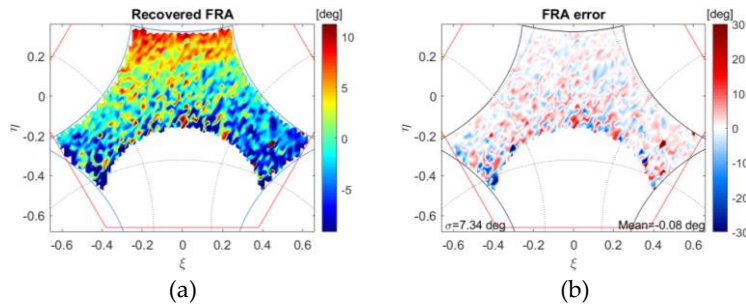 Recovered FRA
[deg]
10
5
0
-5
0.2
0
-0.2
-0.4
-0.6
η
-0.6 -0.4 -0.2 0 0.2 0.4 0.6
ξ
(a)
FRA error
[deg]
30
20
10
0
-10
-20
-30
0.2
0
-0.2
-0.4
-0.6
η
σ=7.34 deg
Mean=-0.08 deg
-0.6 -0.4 -0.2 0 0.2 0.4 0.6
ξ
(b)